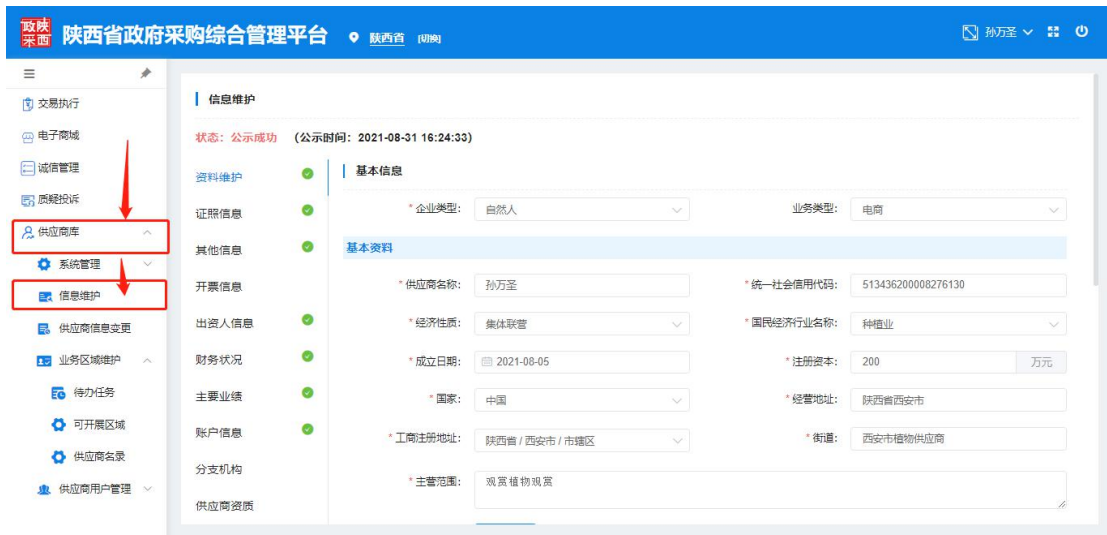 政陕
采西
陕西省政府采购综合管理平台
陕西省 [切换]
孙万圣
交易执行
电子商城
诚信管理
质疑投诉
供应商库
系统管理
信息维护
供应商信息变更
业务区域维护
待办任务
可开展区域
供应商名录
供应商用户管理
信息维护
状态：公示成功 （公示时间：2021-08-31 16:24:33）
资料维护
证照信息
其他信息
开票信息
出资人信息
财务状况
主要业绩
账户信息
分支机构
供应商资质
基本信息
*企业类型： 自然人 业务类型： 电商
基本资料
*供应商名称： 孙万圣 *统一社会信用代码： 513436200008276130
*经济性质： 集体联营 *国民经济行业名称： 种植业
*成立日期： 2021-08-05 *注册资本： 200 万元
*国家： 中国 *经营地址： 陕西省西安市
*工商注册地址： 陕西省 / 西安市 / 市辖区 *街道： 西安市植物供应商
*主营范围： 观赏植物观赏